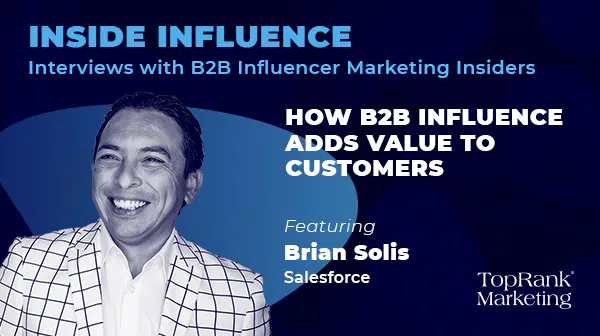 INSIDE INFLUENCE
Interviews with B2B Influencer Marketing Insiders
HOW B2B INFLUENCE
ADDS VALUE TO
CUSTOMERS
Featuring
Brian Solis
Salesforce
TopRank®
Marketing